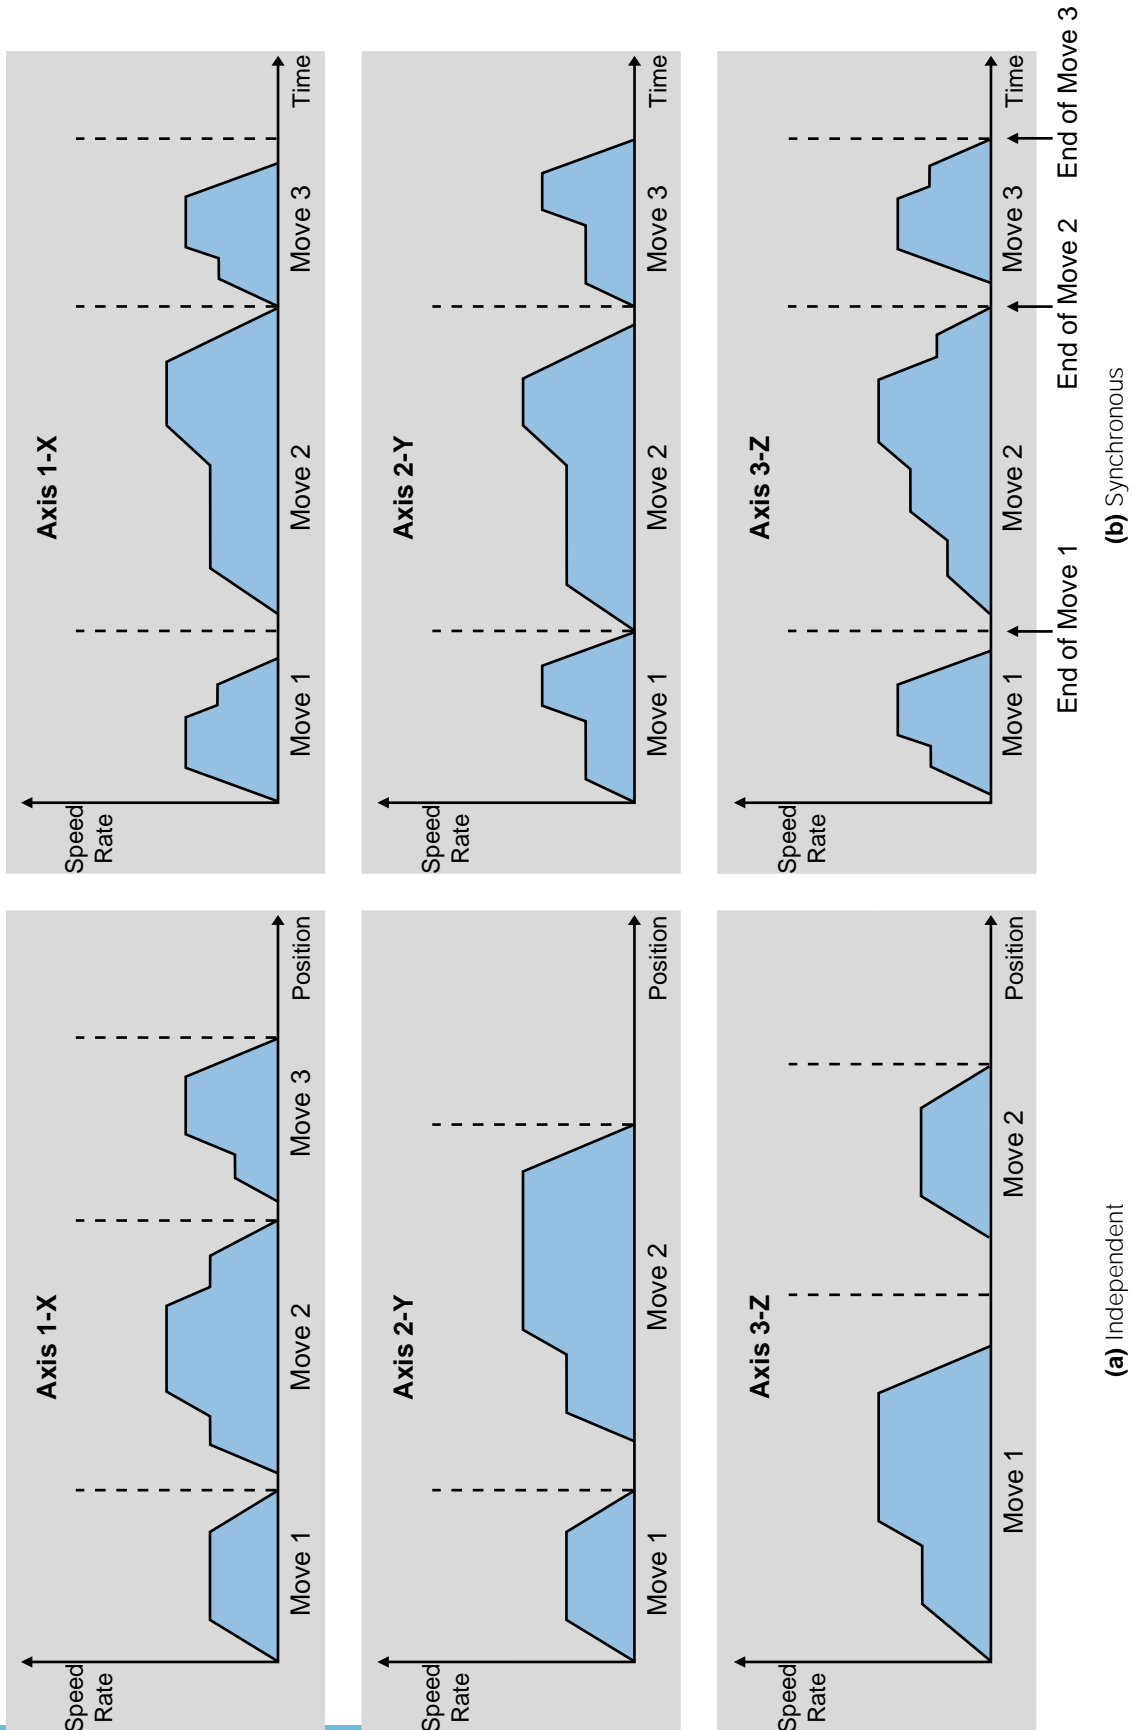 Speed
Rate
Axis 1-X
Move 1
Move 2
Move 3
Position
Speed
Rate
Axis 2-Y
Move 1
Move 2
Position
Speed
Rate
Axis 3-Z
Move 1
Move 2
Position
(a) Independent
Speed
Rate
Axis 1-X
Move 1
Move 2
Move 3
Time
Speed
Rate
Axis 2-Y
Move 1
Move 2
Move 3
Time
Speed
Rate
Axis 3-Z
Move 1
Move 2
Move 3
Time
End of Move 1
End of Move 2
End of Move 3
(b) Synchronous